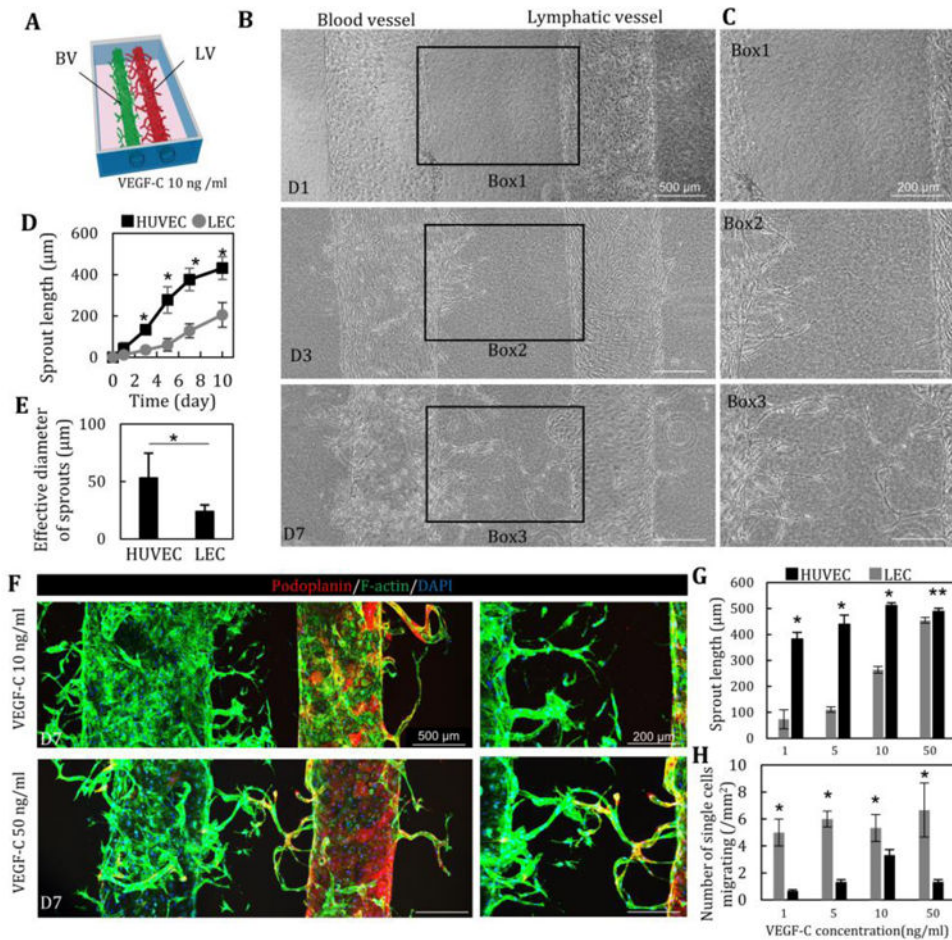 A
BV
LV
VEGF-C 10 ng /ml
B
Blood vessel
Lymphatic vessel
D1
Box1
500 µm
D3
Box2
D7
Box3
C
Box1
200 µm
Box2
Box3
D
HUVEC LEC
Sprout length (µm)
600
400
200
0
*
*
*
*
0 2 4 6 8 10
Time (day)
E
Effective diameter
of sprouts (µm)
100
50
0
*
HUVEC LEC
F
Podoplanin/F-actin/DAPI
VEGF-C 10 ng/ml
D7
500 µm
200 µm
VEGF-C 50 ng/ml
D7
G
HUVEC LEC
Sprout length (µm)
600
500
400
300
200
100
0
*
*
*
**
1 5 10 50
H
Number of single cells
migrating (/mm²)
8
6
4
2
0
*
*
*
*
1 5 10 50
VEGF-C concentration(ng/ml)